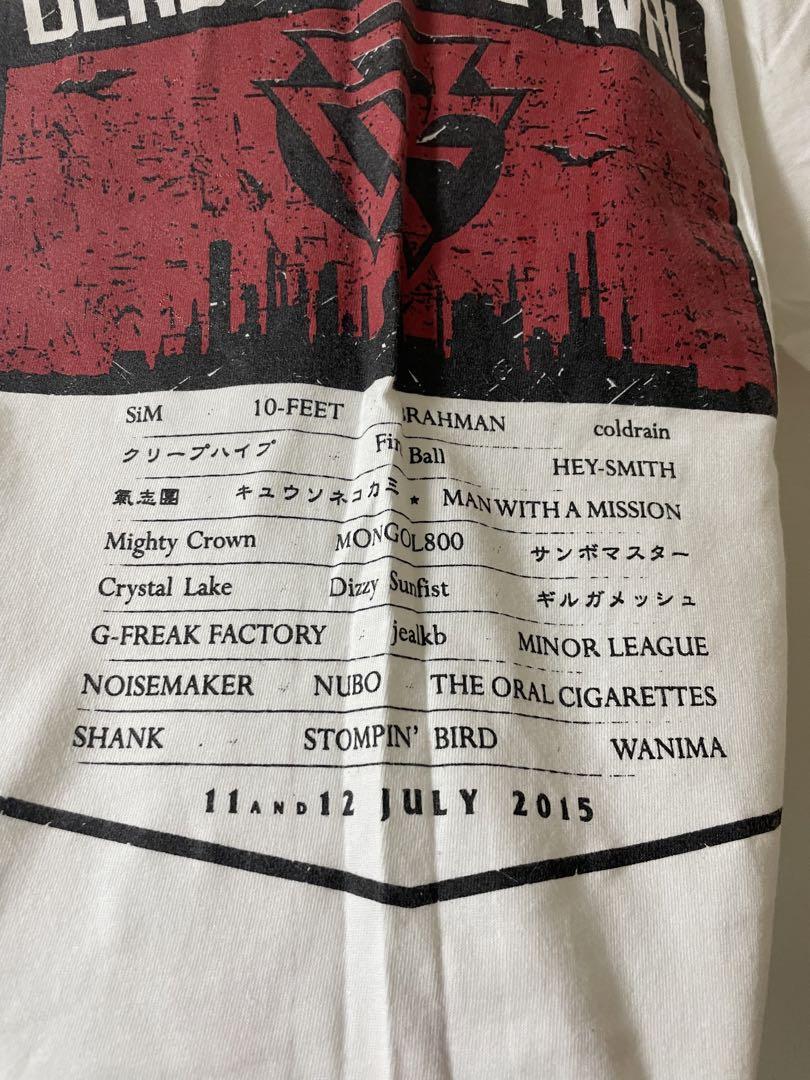 SiM 10-FEET BRAHMAN coldrain
クリープハイプ Fire Ball HEY-SMITH
氣志團 キュウソネコカミ ★ MAN WITH A MISSION
Mighty Crown MONGOL800 サンボマスター
Crystal Lake Dizzy Sunfist ギルガメッシュ
G-FREAK FACTORY jealkb MINOR LEAGUE
NOISEMAKER NUBO THE ORAL CIGARETTES
SHANK STOMPIN' BIRD WANIMA
11 AND 12 JULY 2015